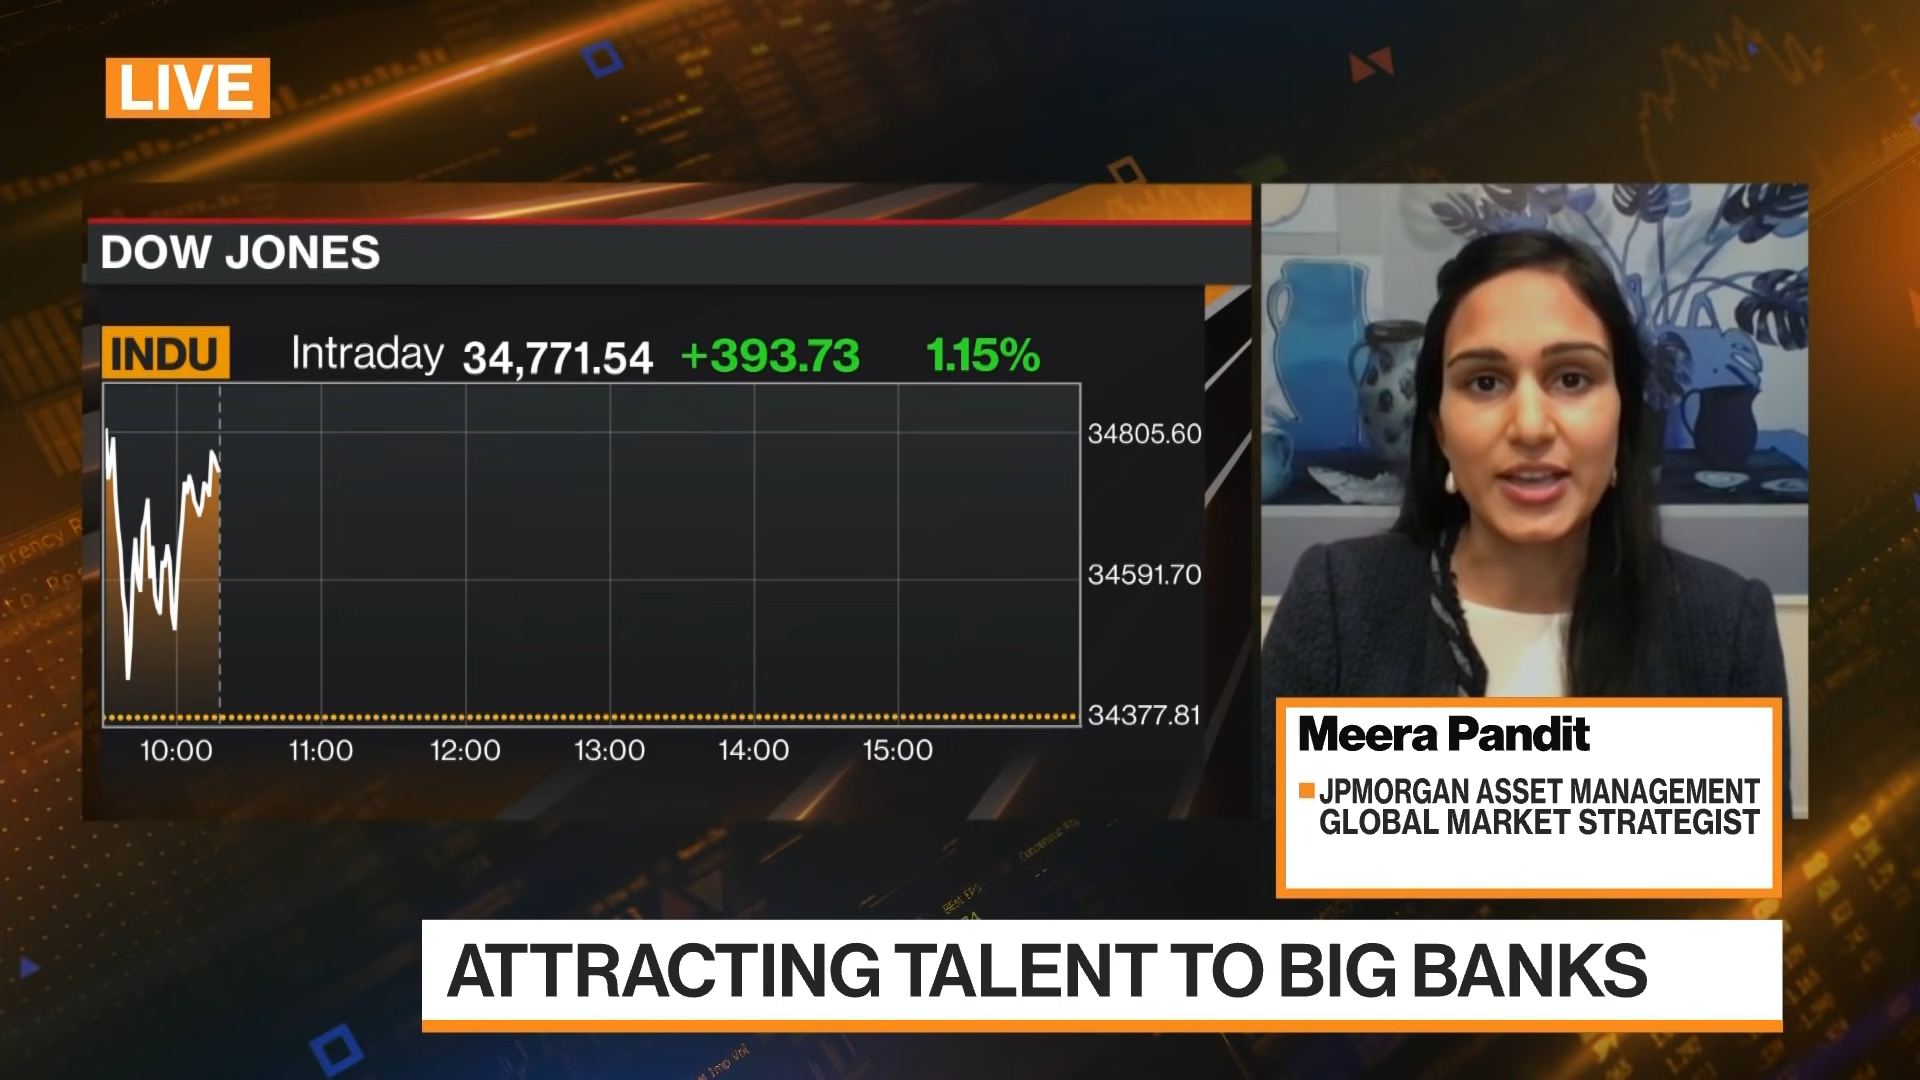 LIVE
DOW JONES
INDU Intraday 34,771.54 +393.73 1.15%
34805.60
34591.70
34377.81
10:00 11:00 12:00 13:00 14:00 15:00
Meera Pandit
JPMORGAN ASSET MANAGEMENT
GLOBAL MARKET STRATEGIST
ATTRACTING TALENT TO BIG BANKS